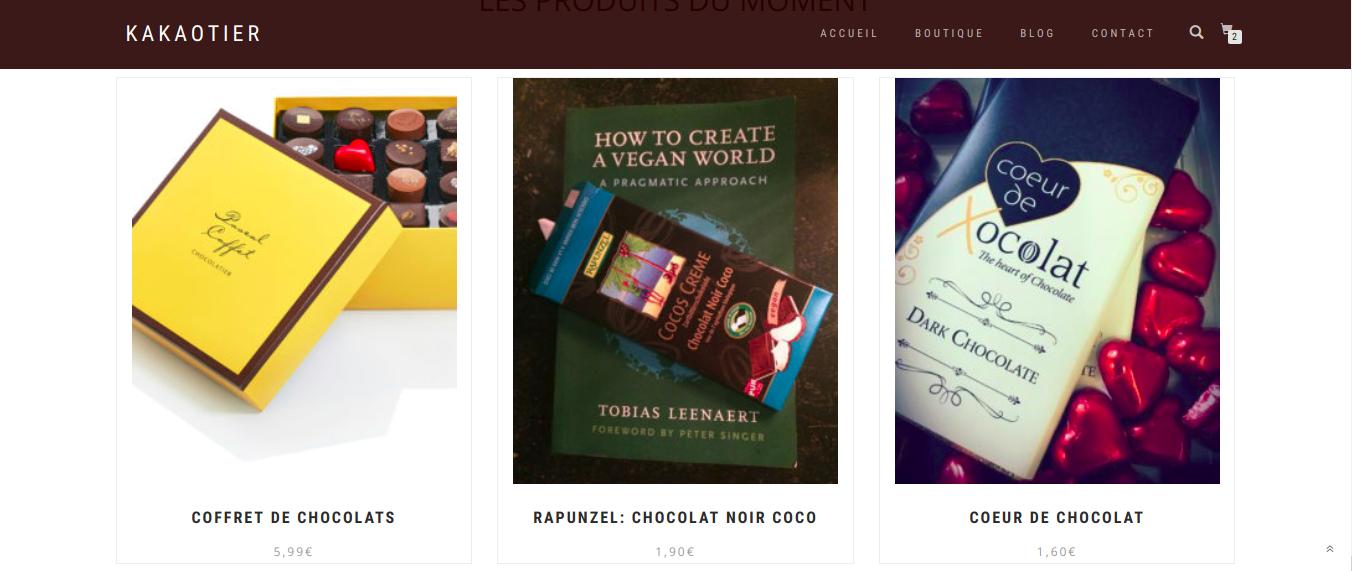 LES PRODUITS DU MOMENT
KAKAOTIER
ACCUEIL BOUTIQUE BLOG CONTACT
2
Pascal
Caffet
CHOCOLATIER
HOW TO CREATE
A VEGAN WORLD
A PRAGMATIC APPROACH
RAPUNZEL
COCOS CREME
Chocolat Noir Coco
vegan
TOBIAS LEENAERT
FOREWORD BY PETER SINGER
coeur
de
Xocolat
The heart of Chocolate
DARK CHOCOLATE
TE
COFFRET DE CHOCOLATS
5,99€
RAPUNZEL: CHOCOLAT NOIR COCO
1,90€
COEUR DE CHOCOLAT
1,60€